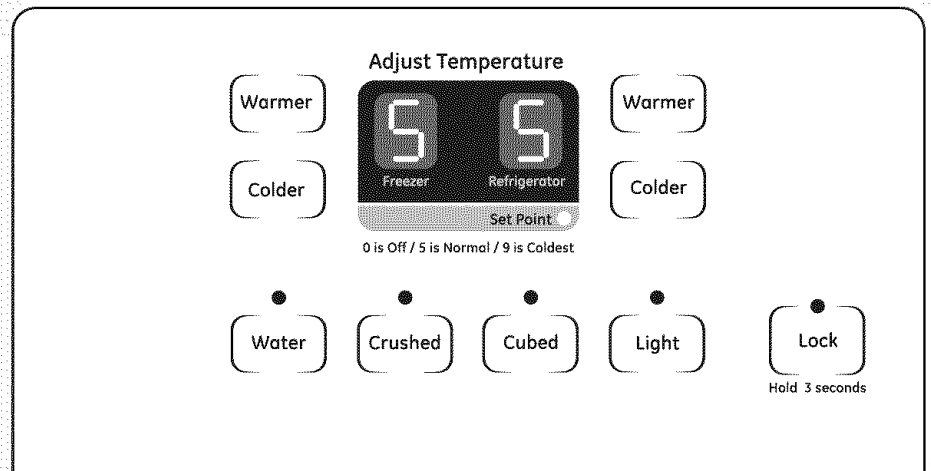 Adjust Temperature
Warmer
5 5
Warmer
Colder
Freezer Refrigerator
Colder
Set Point
0 is Off / 5 is Normal / 9 is Coldest
Water
Crushed
Cubed
Light
Lock
Hold 3 seconds